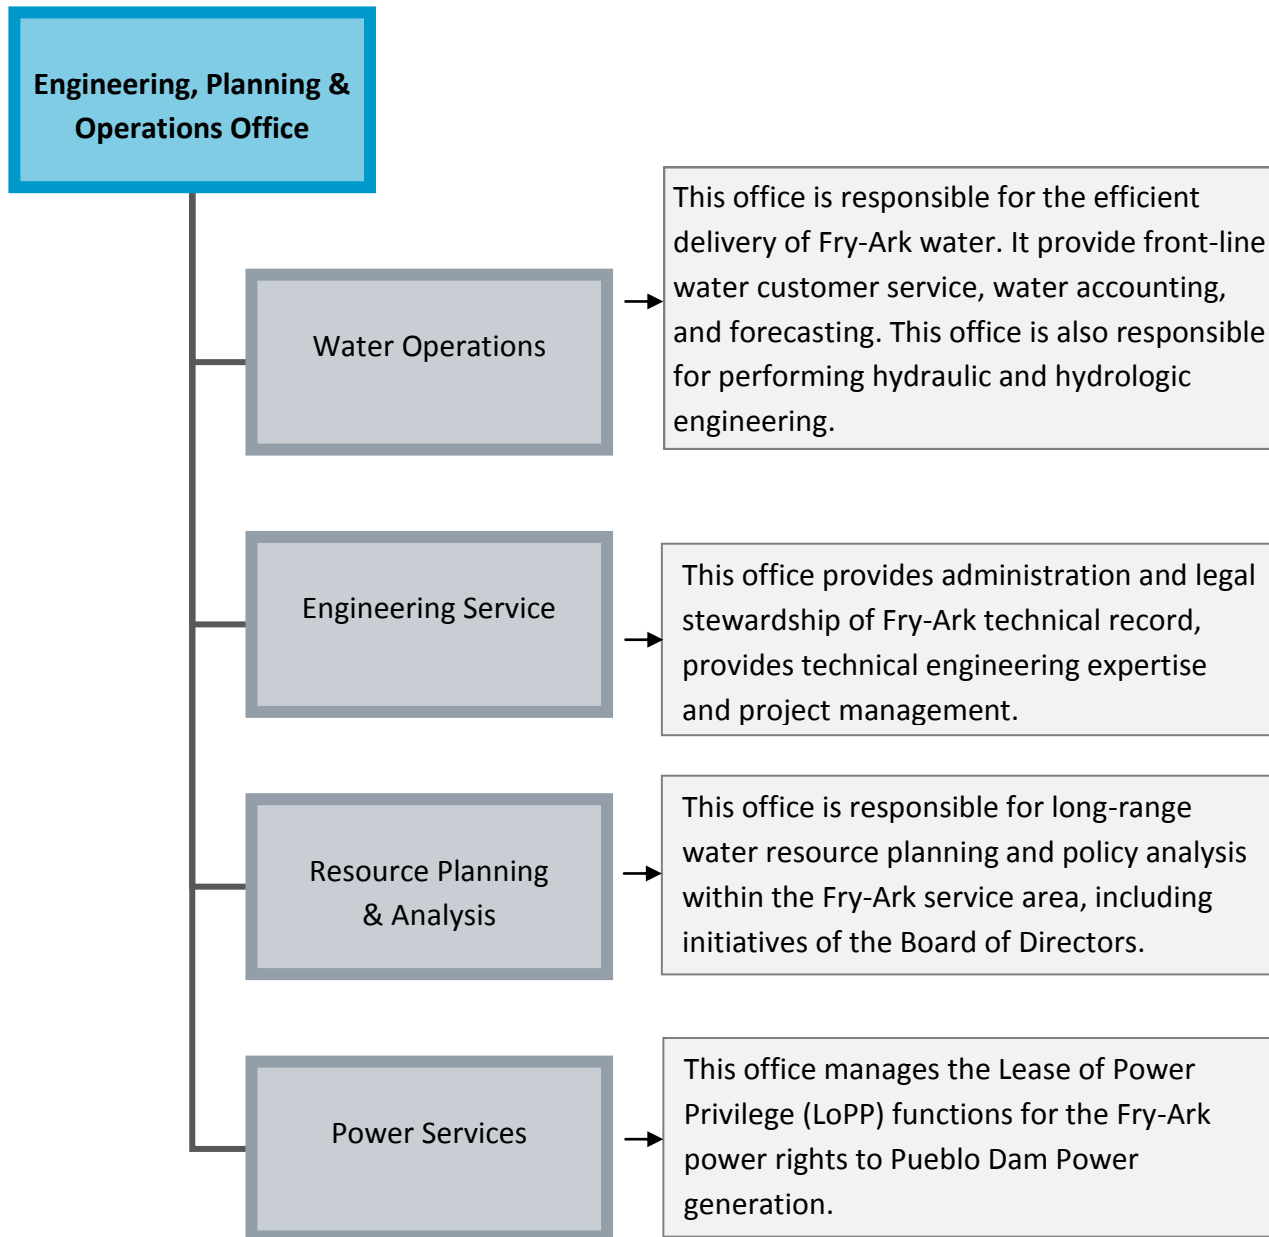 Engineering, Planning &
Operations Office
Water Operations
This office is responsible for the efficient
delivery of Fry-Ark water. It provide front-line
water customer service, water accounting,
and forecasting. This office is also responsible
for performing hydraulic and hydrologic
engineering.
Engineering Service
This office provides administration and legal
stewardship of Fry-Ark technical record,
provides technical engineering expertise
and project management.
Resource Planning
& Analysis
This office is responsible for long-range
water resource planning and policy analysis
within the Fry-Ark service area, including
initiatives of the Board of Directors.
Power Services
This office manages the Lease of Power
Privilege (LoPP) functions for the Fry-Ark
power rights to Pueblo Dam Power
generation.